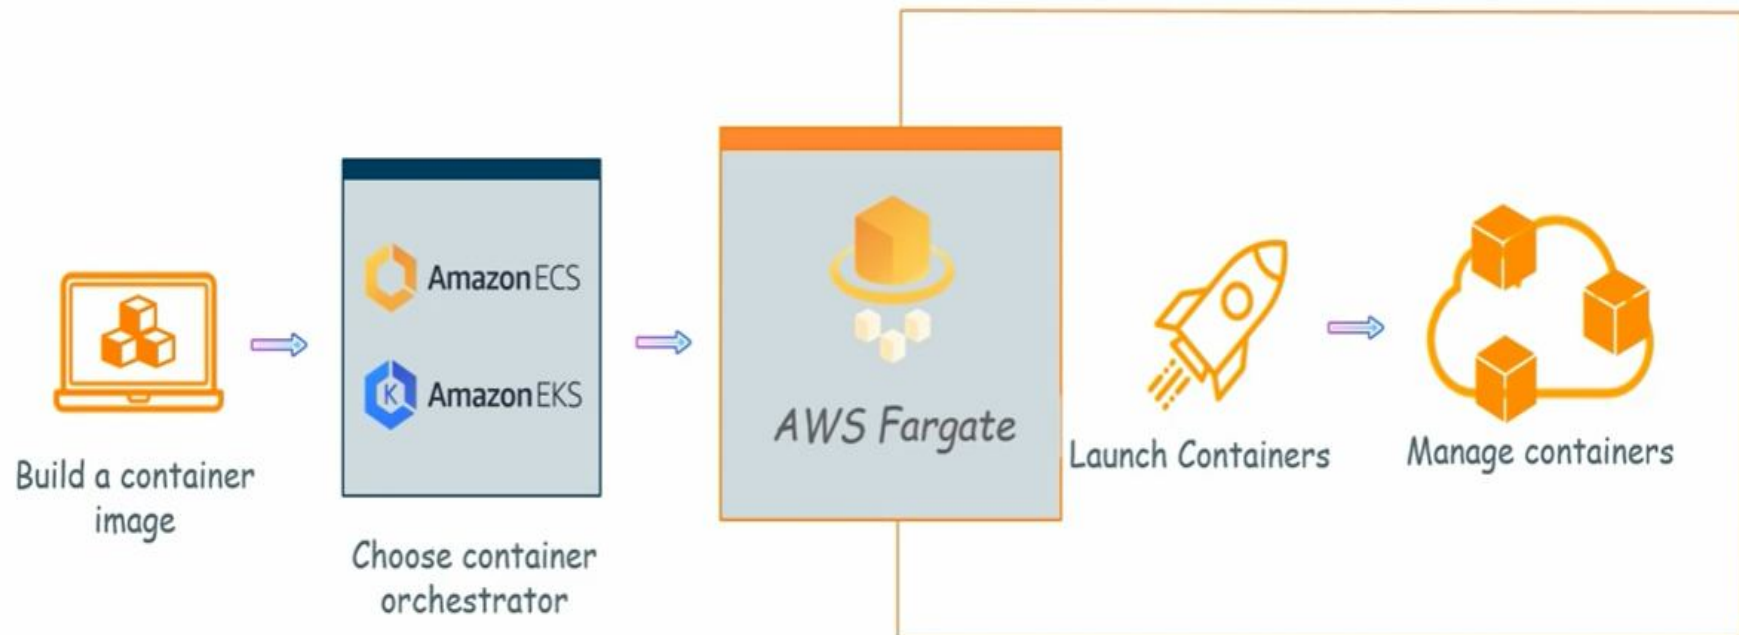 Build a container
image
Amazon ECS
K
Amazon EKS
Choose container
orchestrator
AWS Fargate
Launch Containers
Manage containers